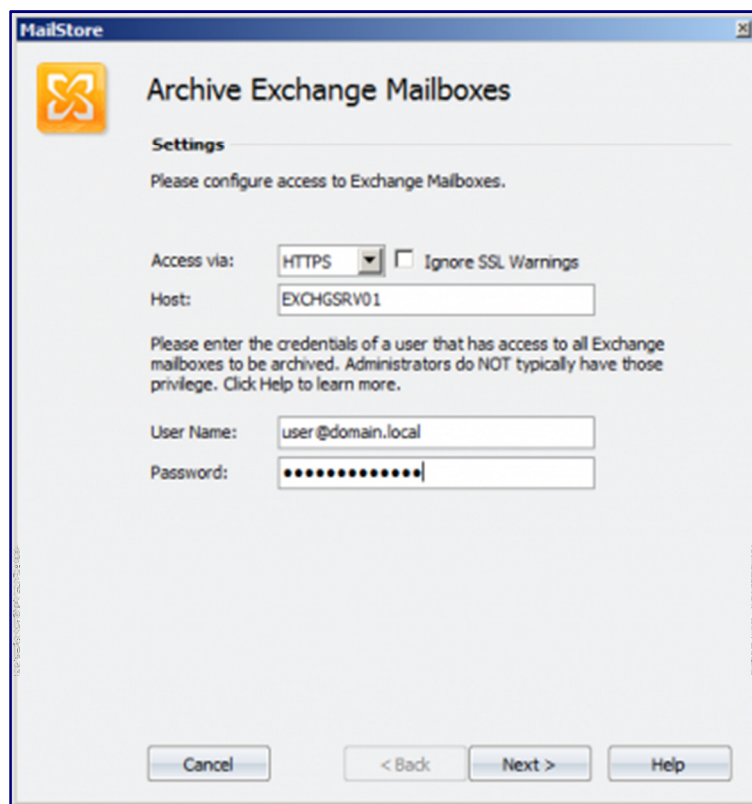 MailStore
Archive Exchange Mailboxes
Settings
Please configure access to Exchange Mailboxes.
Access via: HTTPS Ignore SSL Warnings
Host: EXCHGSRV01
Please enter the credentials of a user that has access to all Exchange
mailboxes to be archived. Administrators do NOT typically have those
privilege. Click Help to learn more.
User Name: user@domain.local
Password: •••••••••••••
Cancel < Back Next > Help